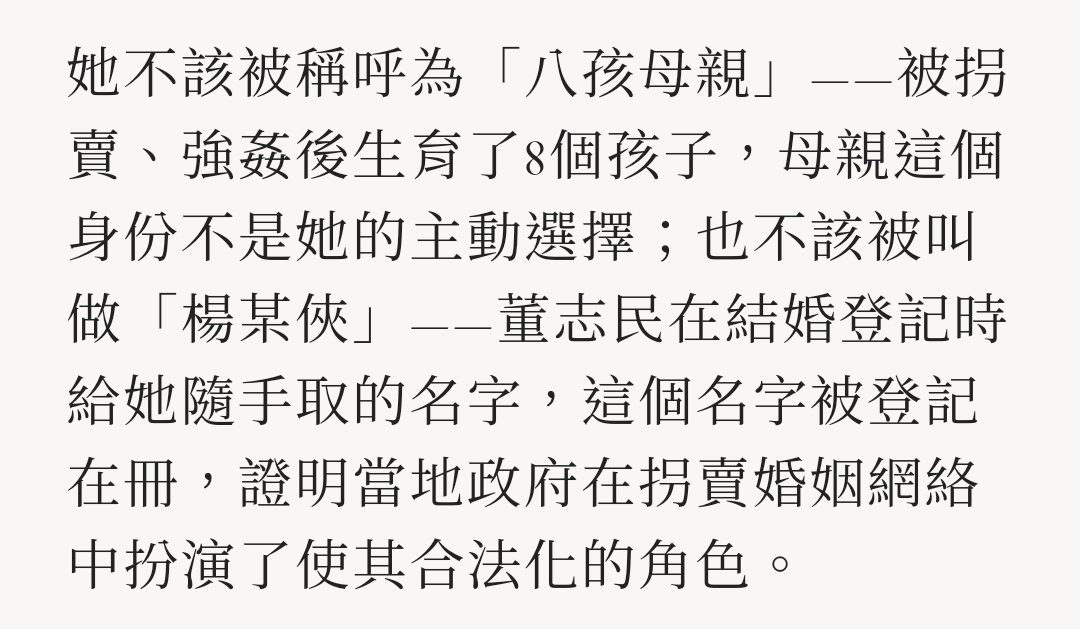 她不該被稱呼為「八孩母親」——被拐
賣、強姦後生育了8個孩子，母親這個
身份不是她的主動選擇；也不該被叫
做「楊某俠」——董志民在結婚登記時
給她隨手取的名字，這個名字被登記
在冊，證明當地政府在拐賣婚姻網絡
中扮演了使其合法化的角色。